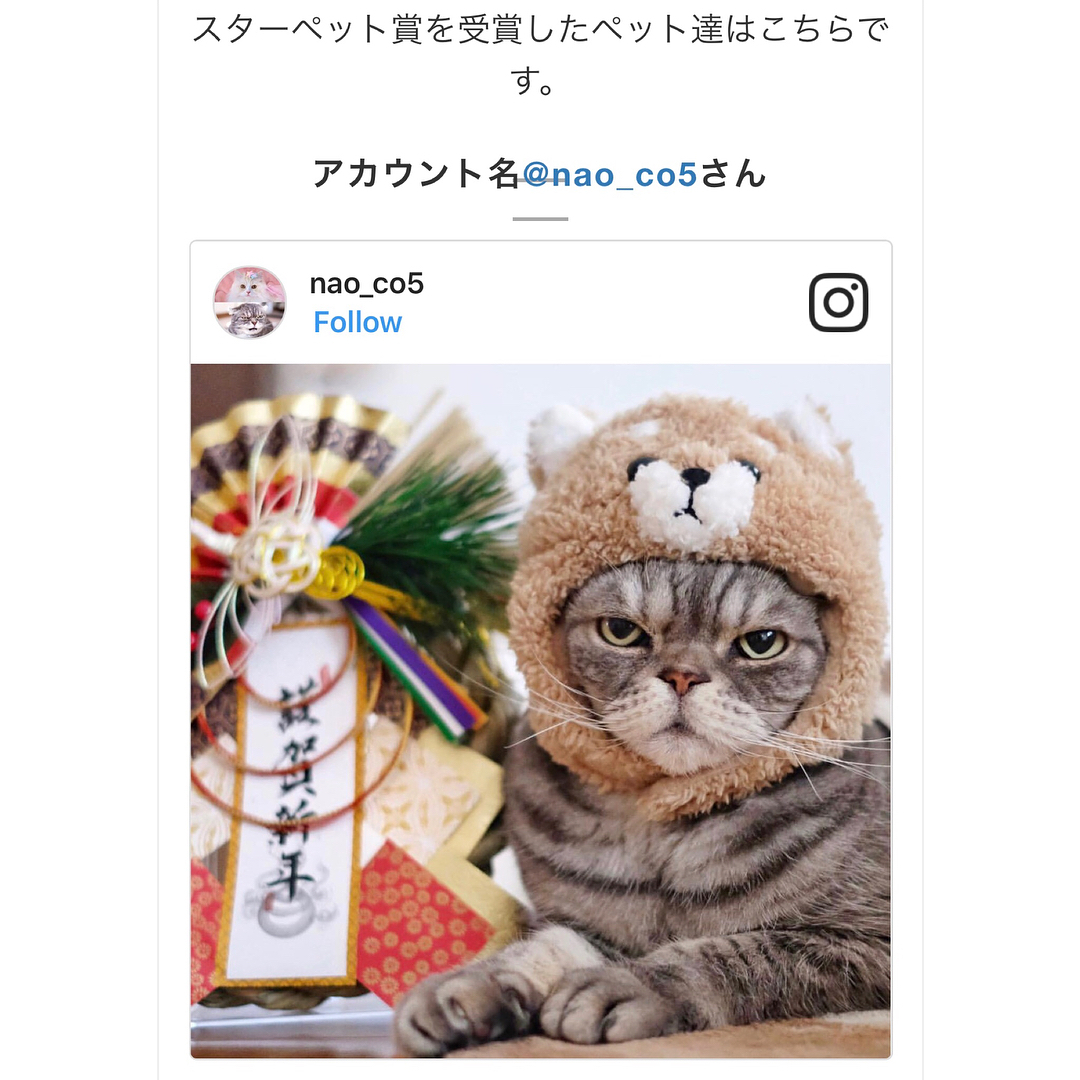 スターペット賞を受賞したペット達はこちらで
す。
アカウント名@nao_co5さん
nao_co5
Follow
謹賀新年